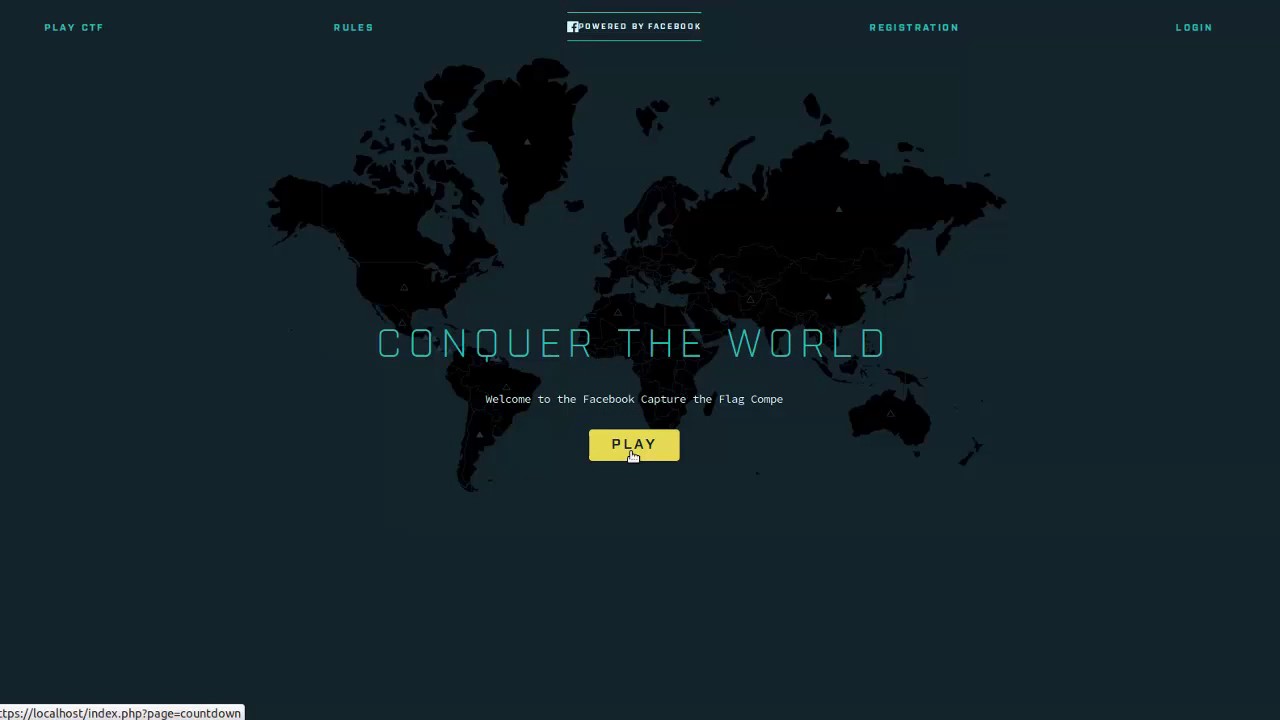 PLAY CTF
RULES
POWERED BY FACEBOOK
REGISTRATION
LOGIN
CONQUER THE WORLD
Welcome to the Facebook Capture the Flag Compe
PLAY
ttps://localhost/index.php?page=countdown